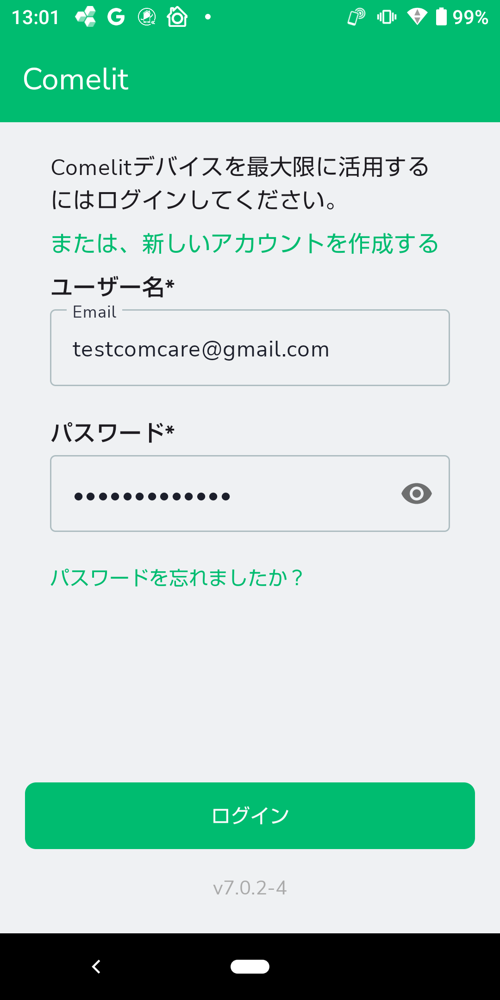 13:01
99%
Comelit
Comelitデバイスを最大限に活用する
にはログインしてください。
または、新しいアカウントを作成する
ユーザー名*
Email
testcomcare@gmail.com
パスワード*
•••••••••••••
パスワードを忘れましたか？
ログイン
v7.0.2-4